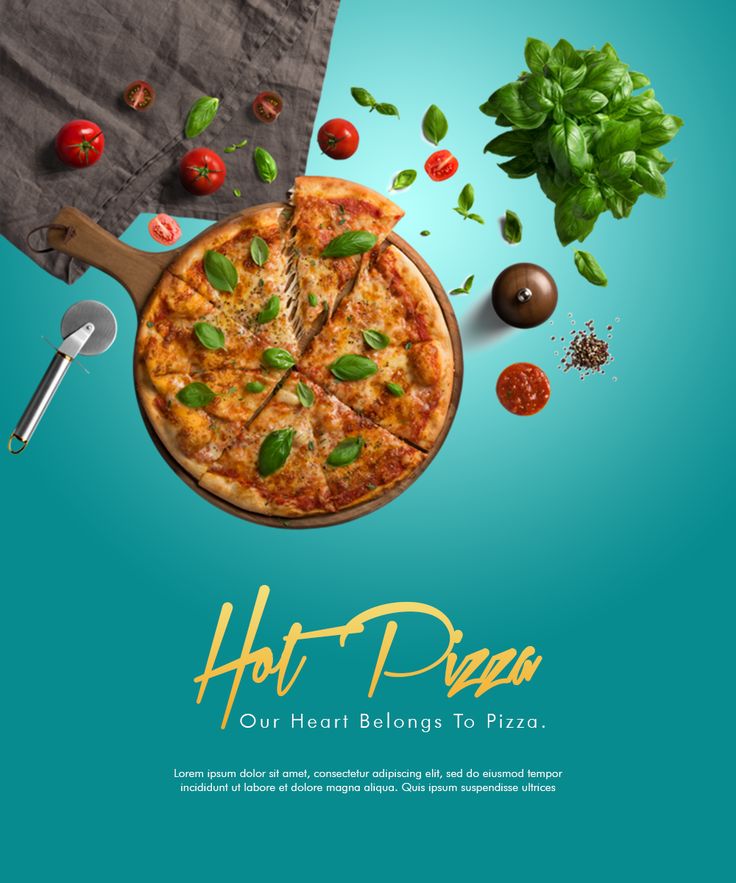 Hot Pizza
Our Heart Belongs To Pizza.
Lorem ipsum dolor sit amet, consectetur adipiscing elit, sed do eiusmod tempor
incididunt ut labore et dolore magna aliqua. Quis ipsum suspendisse ultrices